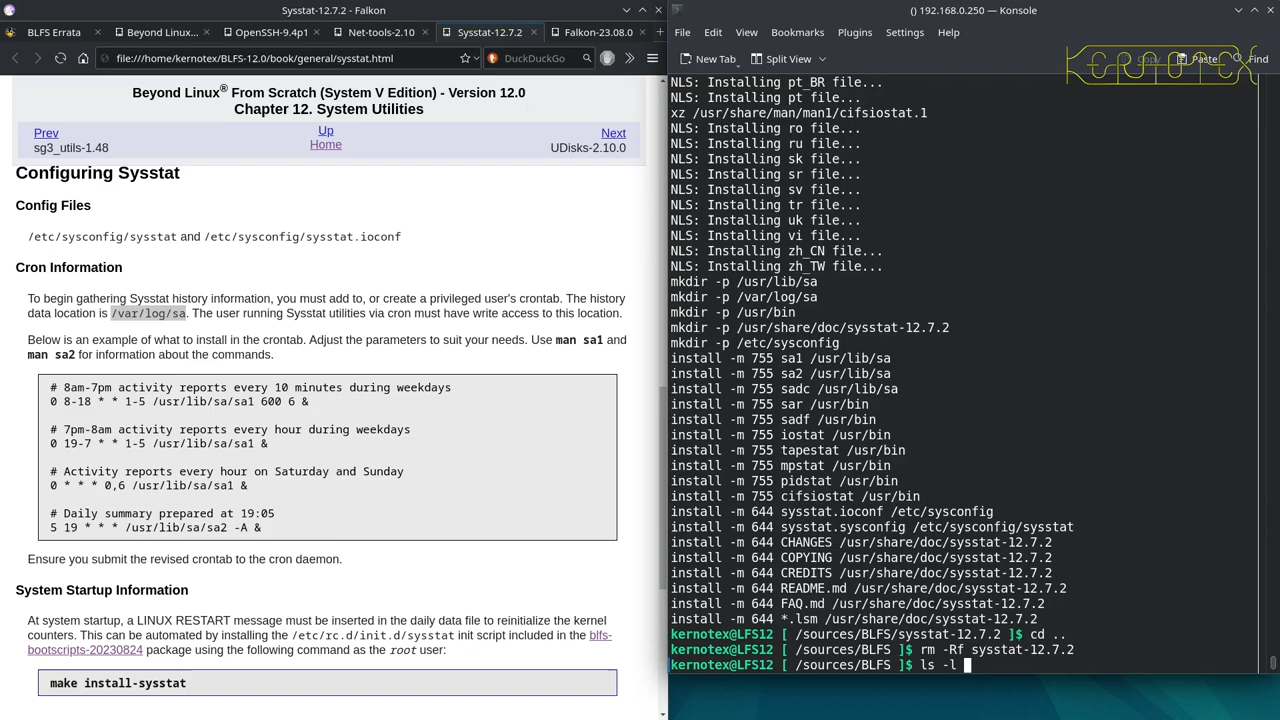 Sysstat-12.7.2 - Falkon
BLFS Errata
Beyond Linux...
OpenSSH-9.4p1
Net-tools-2.10
Sysstat-12.7.2
Falkon-23.08.0
file:///home/kernotex/BLFS-12.0/book/general/sysstat.html
DuckDuckGo
Beyond Linux® From Scratch (System V Edition) - Version 12.0
Chapter 12. System Utilities
Prev
Up
Next
sg3_utils-1.48
Home
UDisks-2.10.0
Configuring Sysstat
Config Files
/etc/sysconfig/sysstat and /etc/sysconfig/sysstat.ioconf
Cron Information
To begin gathering Sysstat history information, you must add to, or create a privileged user's crontab. The history
data location is /var/log/sa. The user running Sysstat utilities via cron must have write access to this location.
Below is an example of what to install in the crontab. Adjust the parameters to suit your needs. Use man sa1 and
man sa2 for information about the commands.
# 8am-7pm activity reports every 10 minutes during weekdays
0 8-18 * * 1-5 /usr/lib/sa/sa1 600 6 &
# 7pm-8am activity reports every hour during weekdays
0 19-7 * * 1-5 /usr/lib/sa/sa1 &
# Activity reports every hour on Saturday and Sunday
0 * * * 0,6 /usr/lib/sa/sa1 &
# Daily summary prepared at 19:05
5 19 * * * /usr/lib/sa/sa2 -A &
Ensure you submit the revised crontab to the cron daemon.
System Startup Information
At system startup, a LINUX RESTART message must be inserted in the daily data file to reinitialize the kernel
counters. This can be automated by installing the /etc/rc.d/init.d/sysstat init script included in the blfs-
bootscripts-20230824 package using the following command as the root user:
make install-sysstat
() 192.168.0.250 — Konsole
File Edit View Bookmarks Plugins Settings Help
New Tab
Split View
Copy
Paste
Find
KERNOTEX
NLS: Installing pt_BR file...
NLS: Installing pt file...
xz /usr/share/man/man1/cifsiostat.1
NLS: Installing ro file...
NLS: Installing ru file...
NLS: Installing sk file...
NLS: Installing sr file...
NLS: Installing sv file...
NLS: Installing tr file...
NLS: Installing uk file...
NLS: Installing vi file...
NLS: Installing zh_CN file...
NLS: Installing zh_TW file...
mkdir -p /usr/lib/sa
mkdir -p /var/log/sa
mkdir -p /usr/bin
mkdir -p /usr/share/doc/sysstat-12.7.2
mkdir -p /etc/sysconfig
install -m 755 sa1 /usr/lib/sa
install -m 755 sa2 /usr/lib/sa
install -m 755 sadc /usr/lib/sa
install -m 755 sar /usr/bin
install -m 755 sadf /usr/bin
install -m 755 iostat /usr/bin
install -m 755 tapestat /usr/bin
install -m 755 mpstat /usr/bin
install -m 755 pidstat /usr/bin
install -m 755 cifsiostat /usr/bin
install -m 644 sysstat.ioconf /etc/sysconfig
install -m 644 sysstat.sysconfig /etc/sysconfig/sysstat
install -m 644 CHANGES /usr/share/doc/sysstat-12.7.2
install -m 644 COPYING /usr/share/doc/sysstat-12.7.2
install -m 644 CREDITS /usr/share/doc/sysstat-12.7.2
install -m 644 README.md /usr/share/doc/sysstat-12.7.2
install -m 644 FAQ.md /usr/share/doc/sysstat-12.7.2
install -m 644 *.lsm /usr/share/doc/sysstat-12.7.2
kernotex@LFS12 [ /sources/BLFS/sysstat-12.7.2 ]$ cd ..
kernotex@LFS12 [ /sources/BLFS ]$ rm -Rf sysstat-12.7.2
kernotex@LFS12 [ /sources/BLFS ]$ ls -l